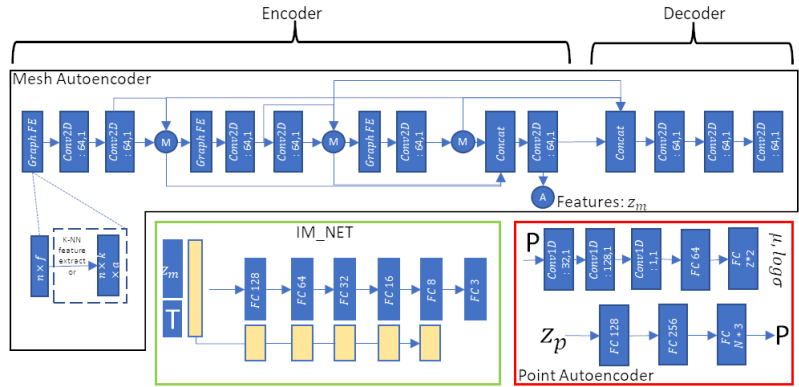 Encoder
Decoder
Mesh Autoencoder
Graph FE
Conv2D
: 64,1
Conv2D
: 64,1
M
Graph FE
Conv2D
: 64,1
Conv2D
: 64,1
M
Graph FE
Conv2D
: 64,1
M
Concat
Conv2D
: 64,1
Concat
Conv2D
: 64,1
Conv2D
: 64,1
Conv2D
: 64,1
A
Features: z_m
n × f
K-NN
feature
extract
or
n × k
× a
IM_NET
z_m
T
FC 128
FC 64
FC 32
FC 16
FC 8
FC 3
P
Conv1D
: 32,1
Conv1D
: 128,1
Conv1D
: 1,1
FC 64
FC
Z*2
μ, logσ
z_p
FC 128
FC 256
FC
N * 3
P
Point Autoencoder